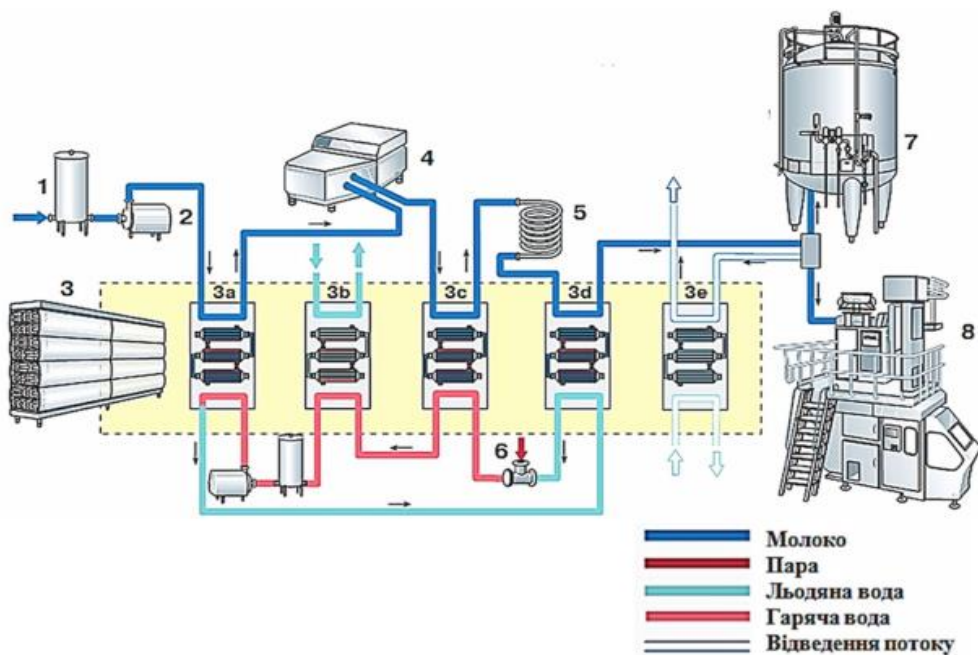 1
2
3
4
5
6
7
8
3a
3b
3c
3d
3e
Молоко
Пара
Льодяна вода
Гаряча вода
Відведення потоку